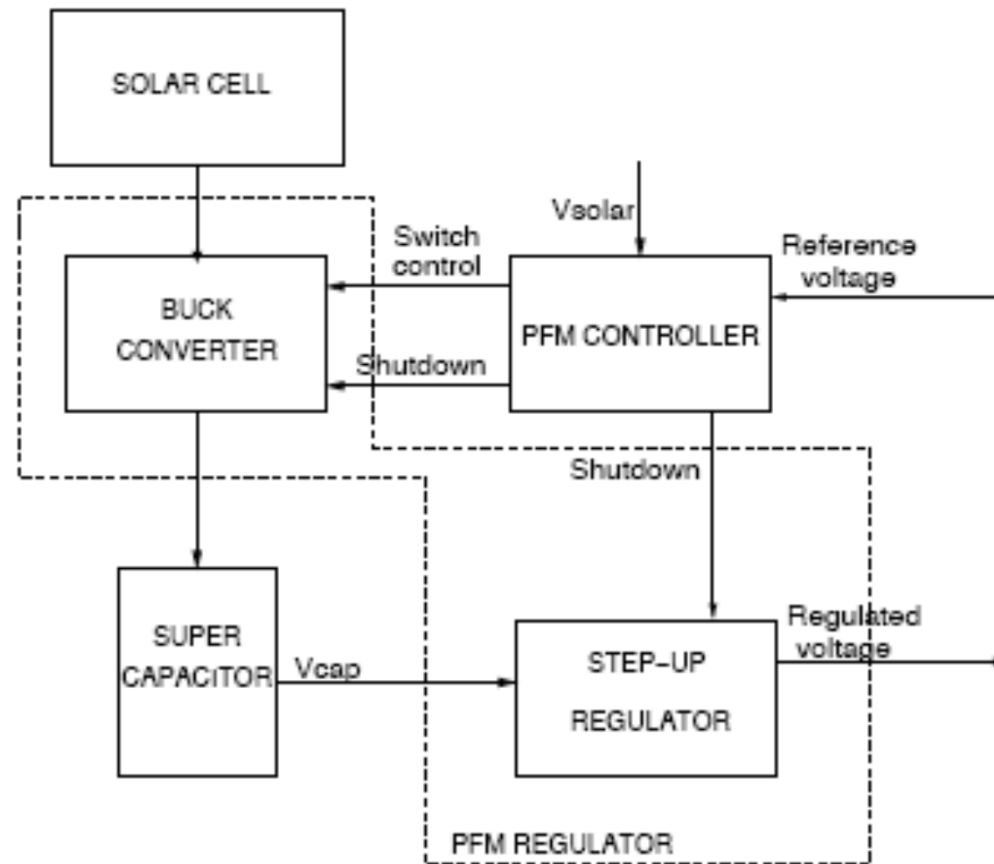 SOLAR CELL
Vsolar
Switch
control
Reference
voltage
BUCK
CONVERTER
PFM CONTROLLER
Shutdown
Shutdown
SUPER
CAPACITOR
Vcap
STEP-UP
REGULATOR
Regulated
voltage
PFM REGULATOR